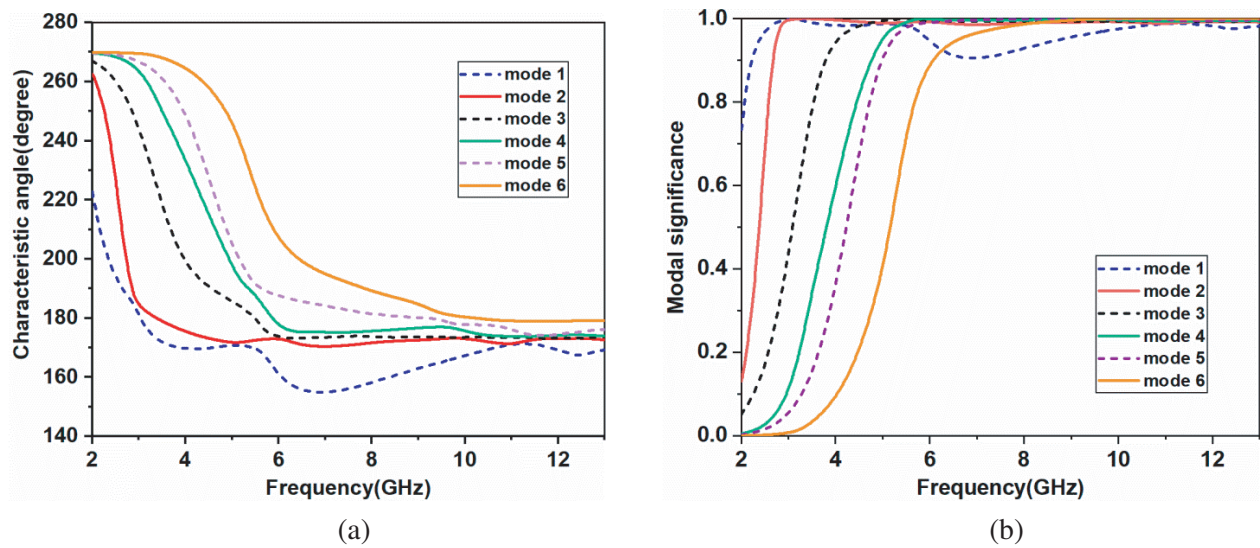 280
260
240
220
200
180
160
140
2
4
6
8
10
12
Characteristic angle(degree)
Frequency(GHz)
mode 1
mode 2
mode 3
mode 4
mode 5
mode 6
(a)
1.0
0.8
0.6
0.4
0.2
0.0
2
4
6
8
10
12
Modal significance
Frequency(GHz)
mode 1
mode 2
mode 3
mode 4
mode 5
mode 6
(b)